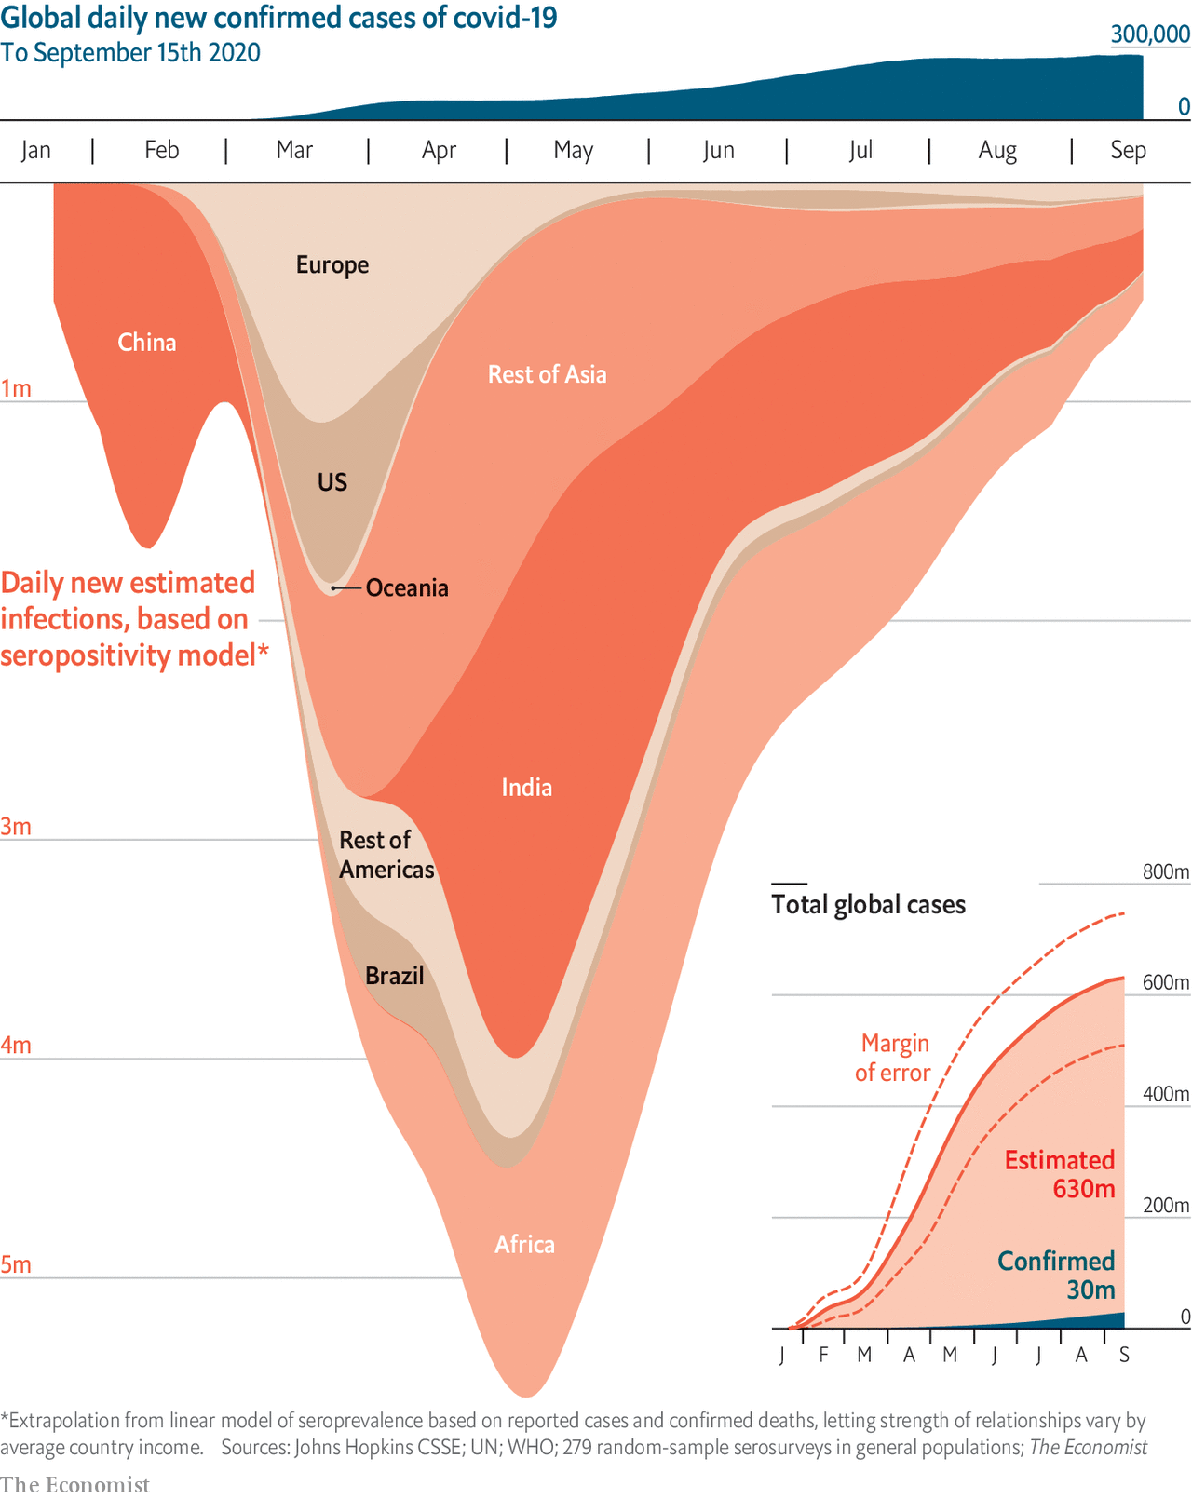 Global daily new confirmed cases of covid-19
To September 15th 2020
300,000
0
Jan | Feb | Mar | Apr | May | Jun | Jul | Aug | Sep
Europe
China
Rest of Asia
1m
US
Oceania
Daily new estimated
infections, based on
seropositivity model*
India
3m
Rest of
Americas
800m
Total global cases
Brazil
600m
4m
Margin
of error
400m
Estimated
630m
200m
Africa
5m
Confirmed
30m
0
J F M A M J J A S
*Extrapolation from linear model of seroprevalence based on reported cases and confirmed deaths, letting strength of relationships vary by
average country income. Sources: Johns Hopkins CSSE; UN; WHO; 279 random-sample serosurveys in general populations; The Economist
The Economist